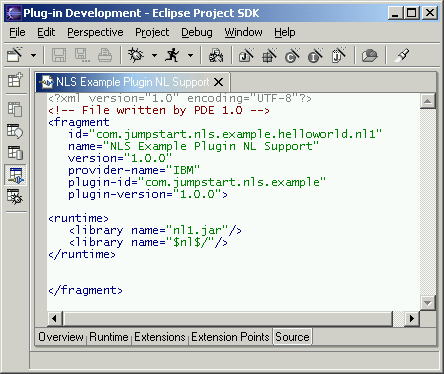 Plug-in Development - Eclipse Project SDK
File Edit Perspective Project Debug Window Help
NLS Example Plugin NL Support
<?xml version="1.0" encoding="UTF-8"?>
<!-- File written by PDE 1.0 -->
<fragment
id="com.jumpstart.nls.example.helloworld.nl1"
name="NLS Example Plugin NL Support"
version="1.0.0"
provider-name="IBM"
plugin-id="com.jumpstart.nls.example"
plugin-version="1.0.0">
<runtime>
<library name="nl1.jar"/>
<library name="$nl$/"/>
</runtime>
</fragment>
Overview Runtime Extensions Extension Points Source